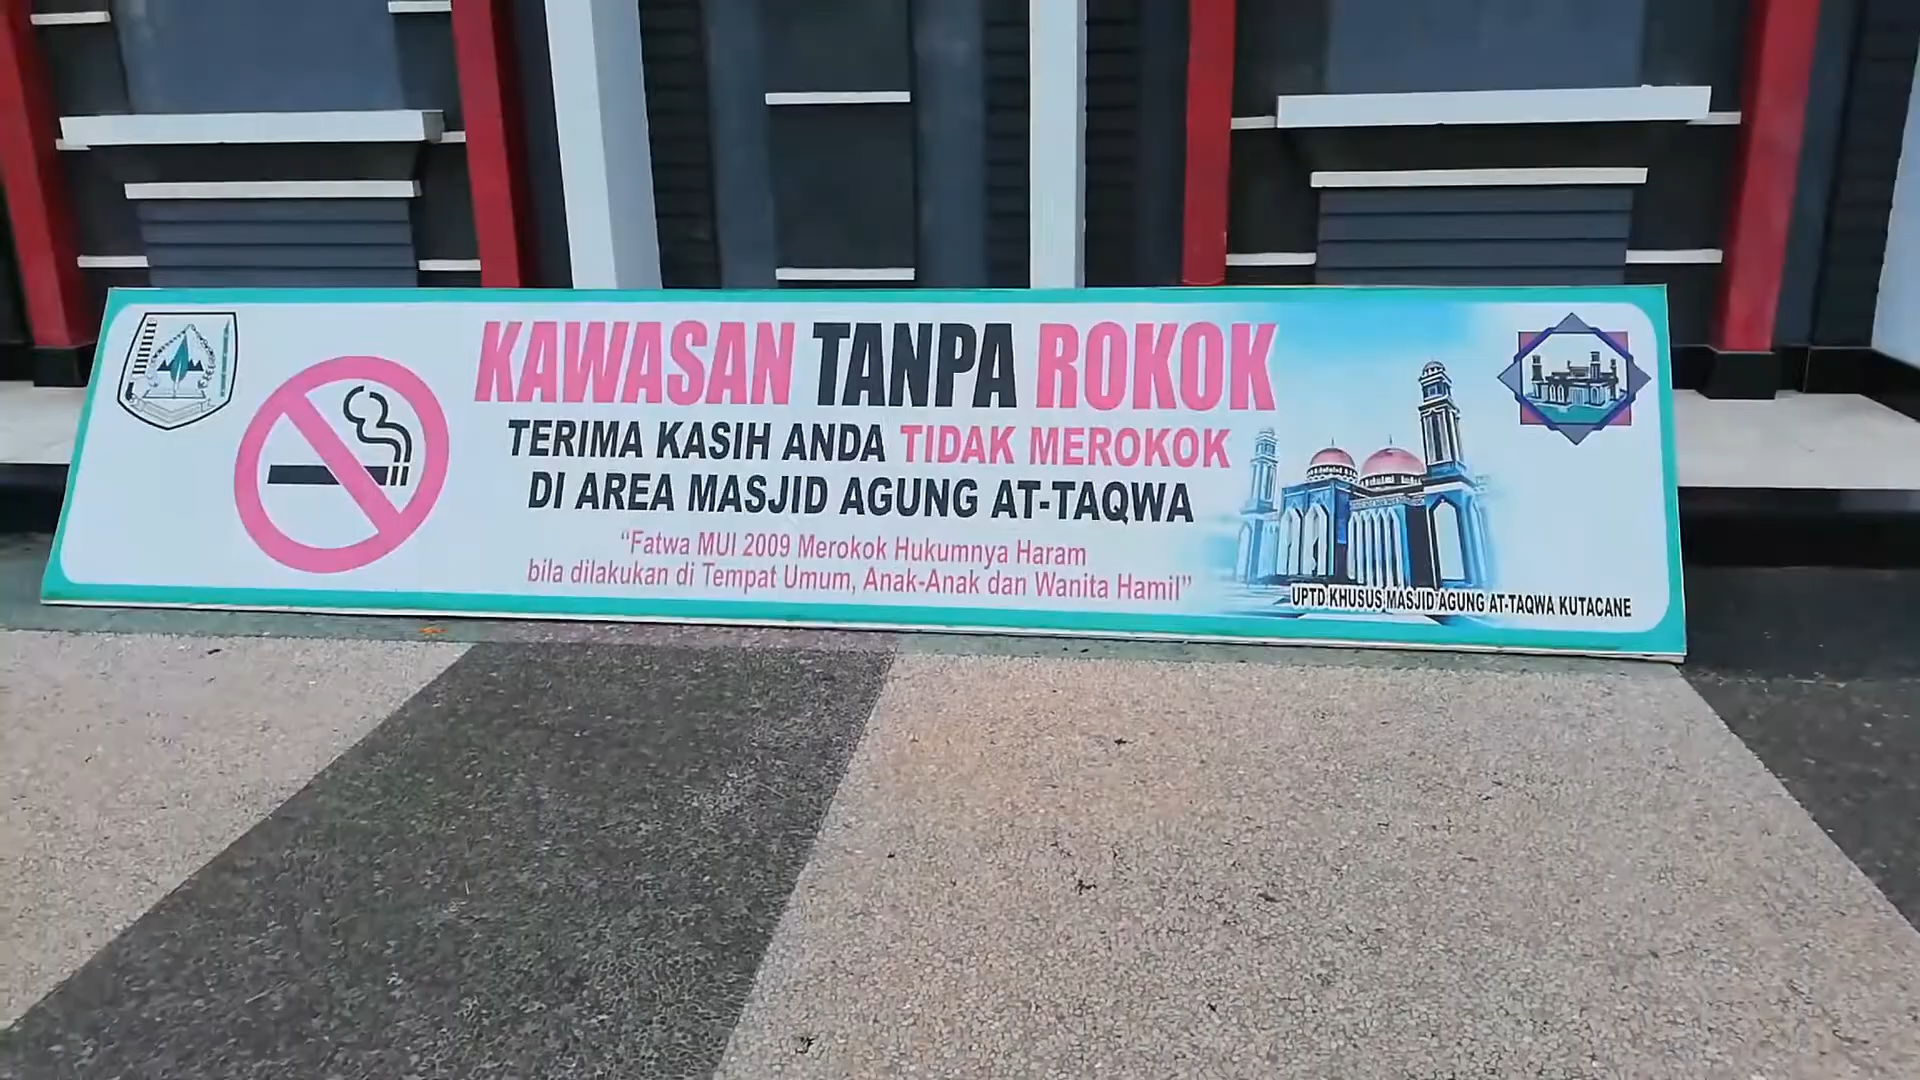 KAWASAN TANPA ROKOK
TERIMA KASIH ANDA TIDAK MEROKOK
DI AREA MASJID AGUNG AT-TAQWA
“Fatwa MUI 2009 Merokok Hukumnya Haram
bila dilakukan di Tempat Umum, Anak-Anak dan Wanita Hamil”
UPTD KHUSUS MASJID AGUNG AT-TAQWA KUTACANE